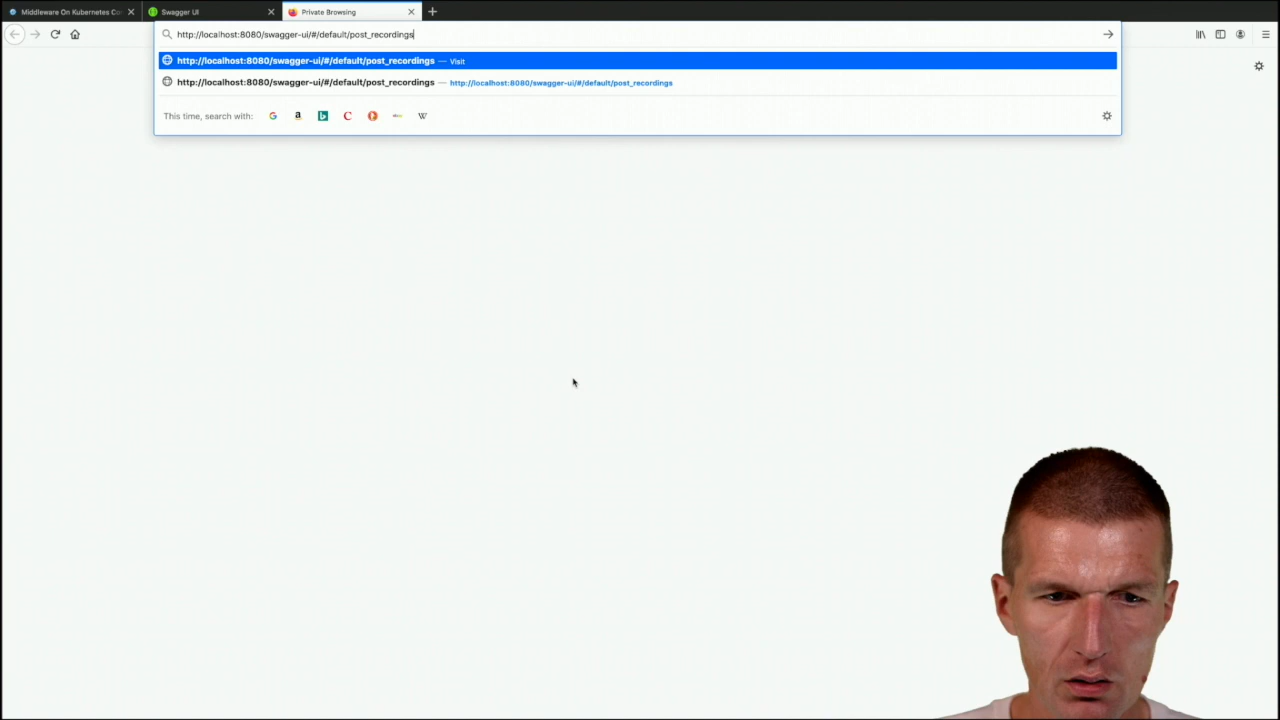 Middleware On Kubernetes Co
Swagger UI
Private Browsing
http://localhost:8080/swagger-ui/#/default/post_recordings
http://localhost:8080/swagger-ui/#/default/post_recordings — Visit
http://localhost:8080/swagger-ui/#/default/post_recordings — http://localhost:8080/swagger-ui/#/default/post_recordings
This time, search with: